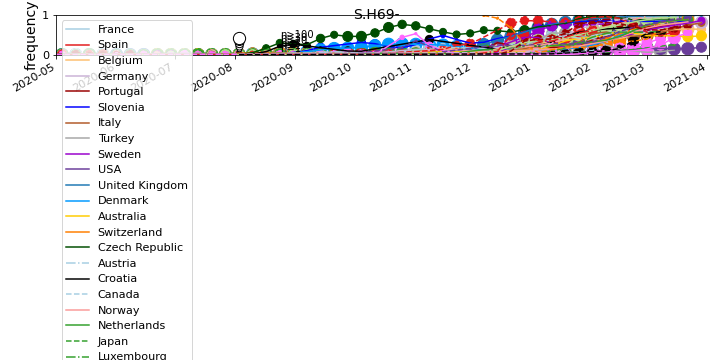 S.H69-
frequency
1
0
n>100
2020-05
2020-07
2020-08
2020-09
2020-10
2020-11
2020-12
2021-01
2021-02
2021-03
2021-04
France
Spain
Belgium
Germany
Portugal
Slovenia
Italy
Turkey
Sweden
USA
United Kingdom
Denmark
Australia
Switzerland
Czech Republic
Austria
Croatia
Canada
Norway
Netherlands
Japan
Luxembourg